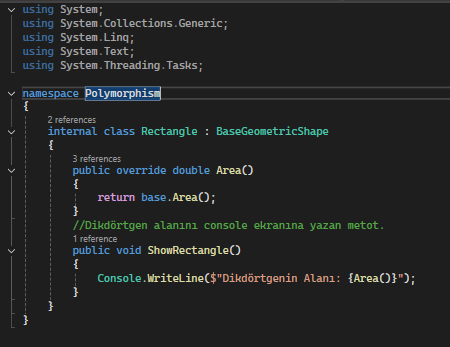 using System;
using System.Collections.Generic;
using System.Linq;
using System.Text;
using System.Threading.Tasks;
namespace Polymorphism
{
2 references
internal class Rectangle : BaseGeometricShape
{
3 references
public override double Area()
{
return base.Area();
}
//Dikdörtgen alanını console ekranına yazan metot.
1 reference
public void ShowRectangle()
{
Console.WriteLine($"Dikdörtgenin Alanı: {Area()}");
}
}
}